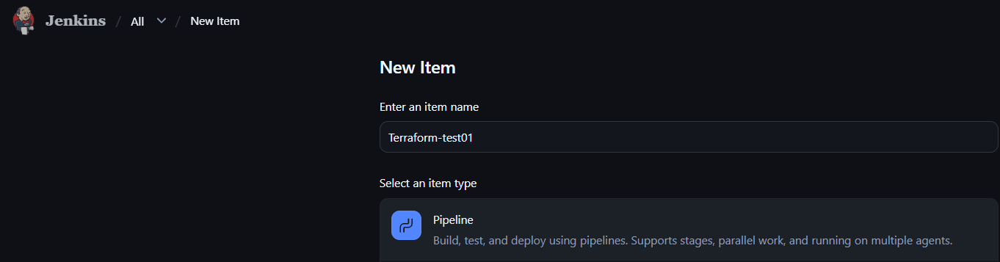 Jenkins / All / New Item
New Item
Enter an item name
Terraform-test01
Select an item type
Pipeline
Build, test, and deploy using pipelines. Supports stages, parallel work, and running on multiple agents.